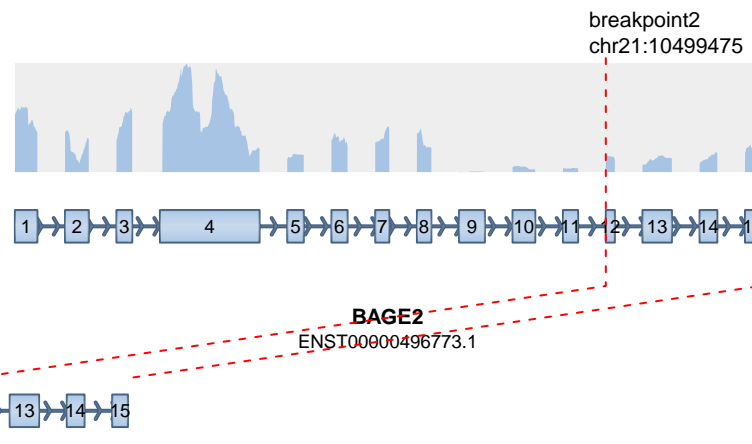 breakpoint2
chr21:10499475
1 2 3 4 5 6 7 8 9 10 11 12 13 14 1
BAGE2
ENST00000496773.1
13 14 15